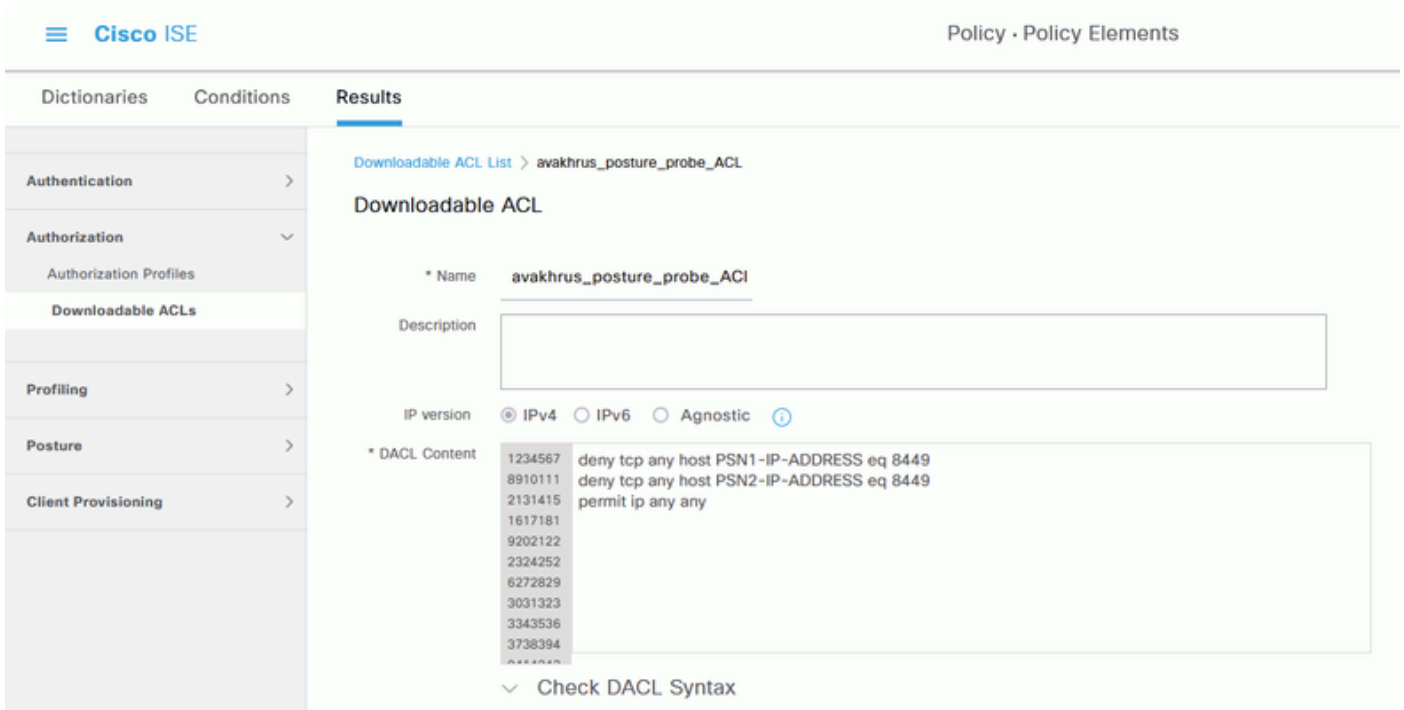 Cisco ISE
Policy · Policy Elements
Dictionaries Conditions Results
Authentication
Authorization
Authorization Profiles
Downloadable ACLs
Profiling
Posture
Client Provisioning
Downloadable ACL List > avakhrus_posture_probe_ACL
Downloadable ACL
* Name avakhrus_posture_probe_ACl
Description
IP version IPv4 IPv6 Agnostic
* DACL Content
1234567 deny tcp any host PSN1-IP-ADDRESS eq 8449
8910111 deny tcp any host PSN2-IP-ADDRESS eq 8449
2131415 permit ip any any
1617181
9202122
2324252
6272829
3031323
3343536
3738394
Check DACL Syntax